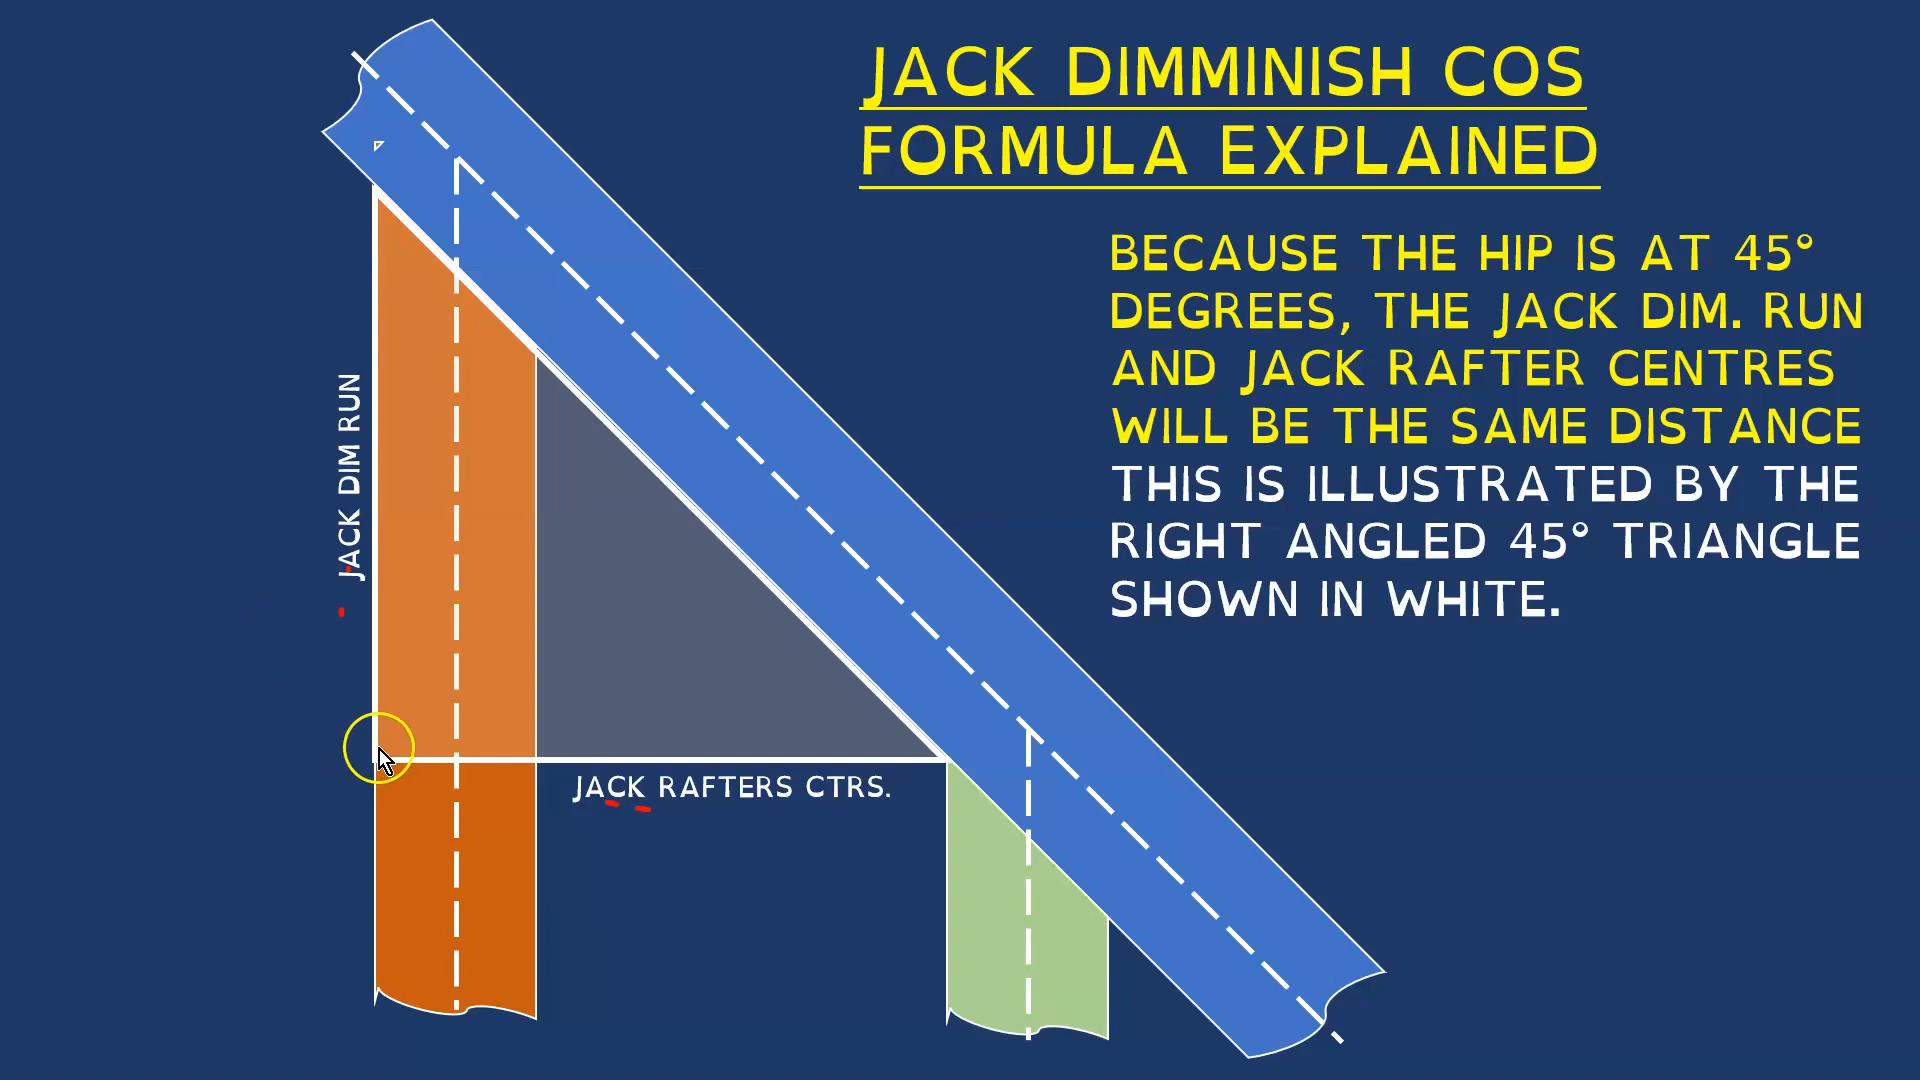 JACK DIMMINISH COS
FORMULA EXPLAINED
BECAUSE THE HIP IS AT 45°
DEGREES, THE JACK DIM. RUN
AND JACK RAFTER CENTRES
WILL BE THE SAME DISTANCE
THIS IS ILLUSTRATED BY THE
RIGHT ANGLED 45° TRIANGLE
SHOWN IN WHITE.
JACK DIM RUN
JACK RAFTERS CTRS.